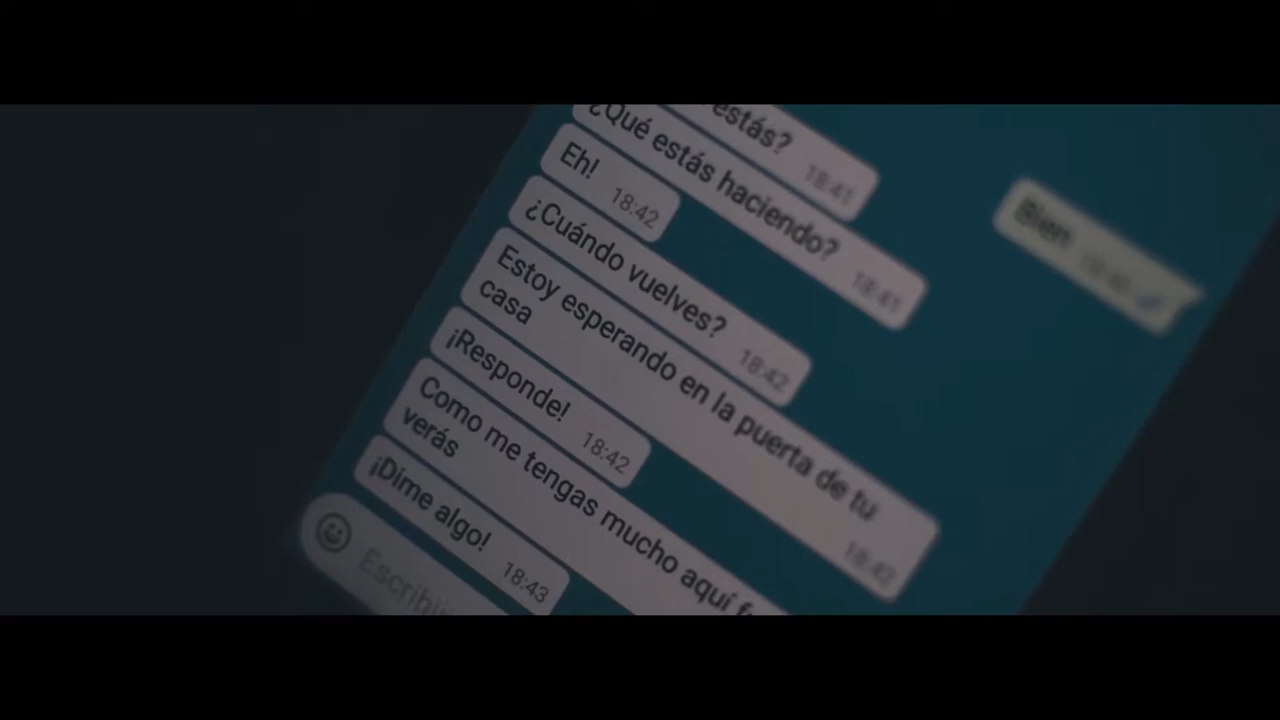 estás?
18:41
¿Qué estás haciendo?
18:41
Bien
Eh!
18:42
¿Cuándo vuelves?
18:42
Estoy esperando en la puerta de tu
casa
18:42
¡Responde!
18:42
Como me tengas mucho aquí
verás
¡Dime algo!
18:43